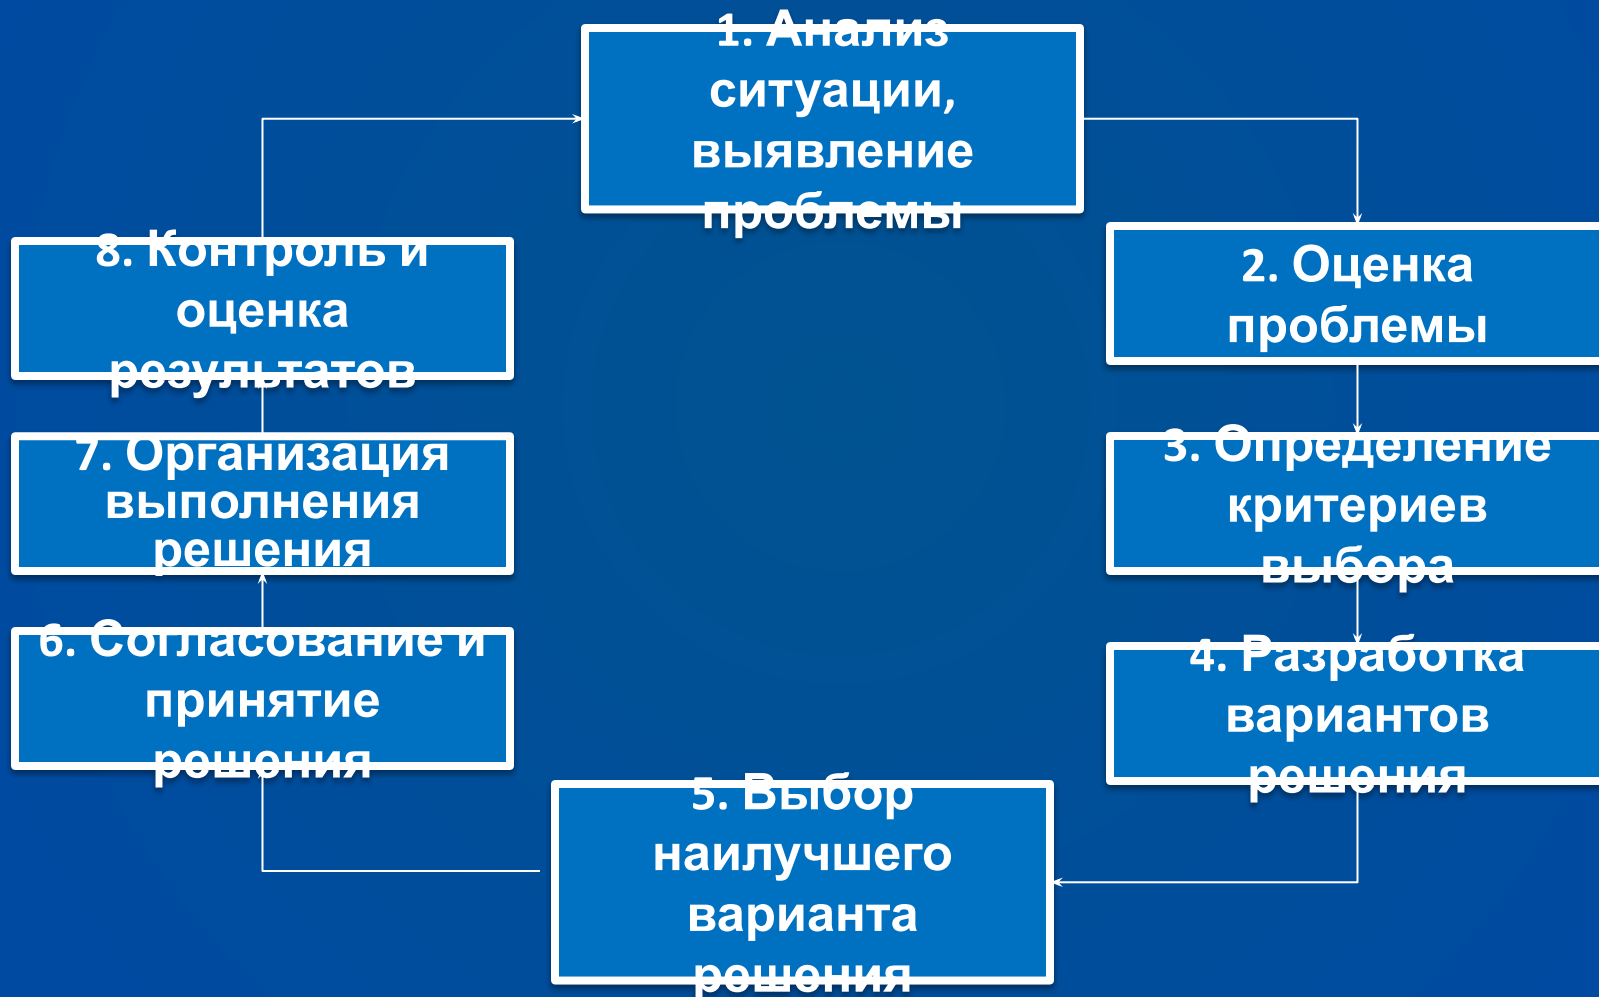 1. Анализ
ситуации,
выявление
проблемы
2. Оценка
проблемы
3. Определение
критериев
выбора
4. Разработка
вариантов
решения
5. Выбор
наилучшего
варианта
решения
6. Согласование и
принятие
решения
7. Организация
выполнения
решения
8. Контроль и
оценка
результатов